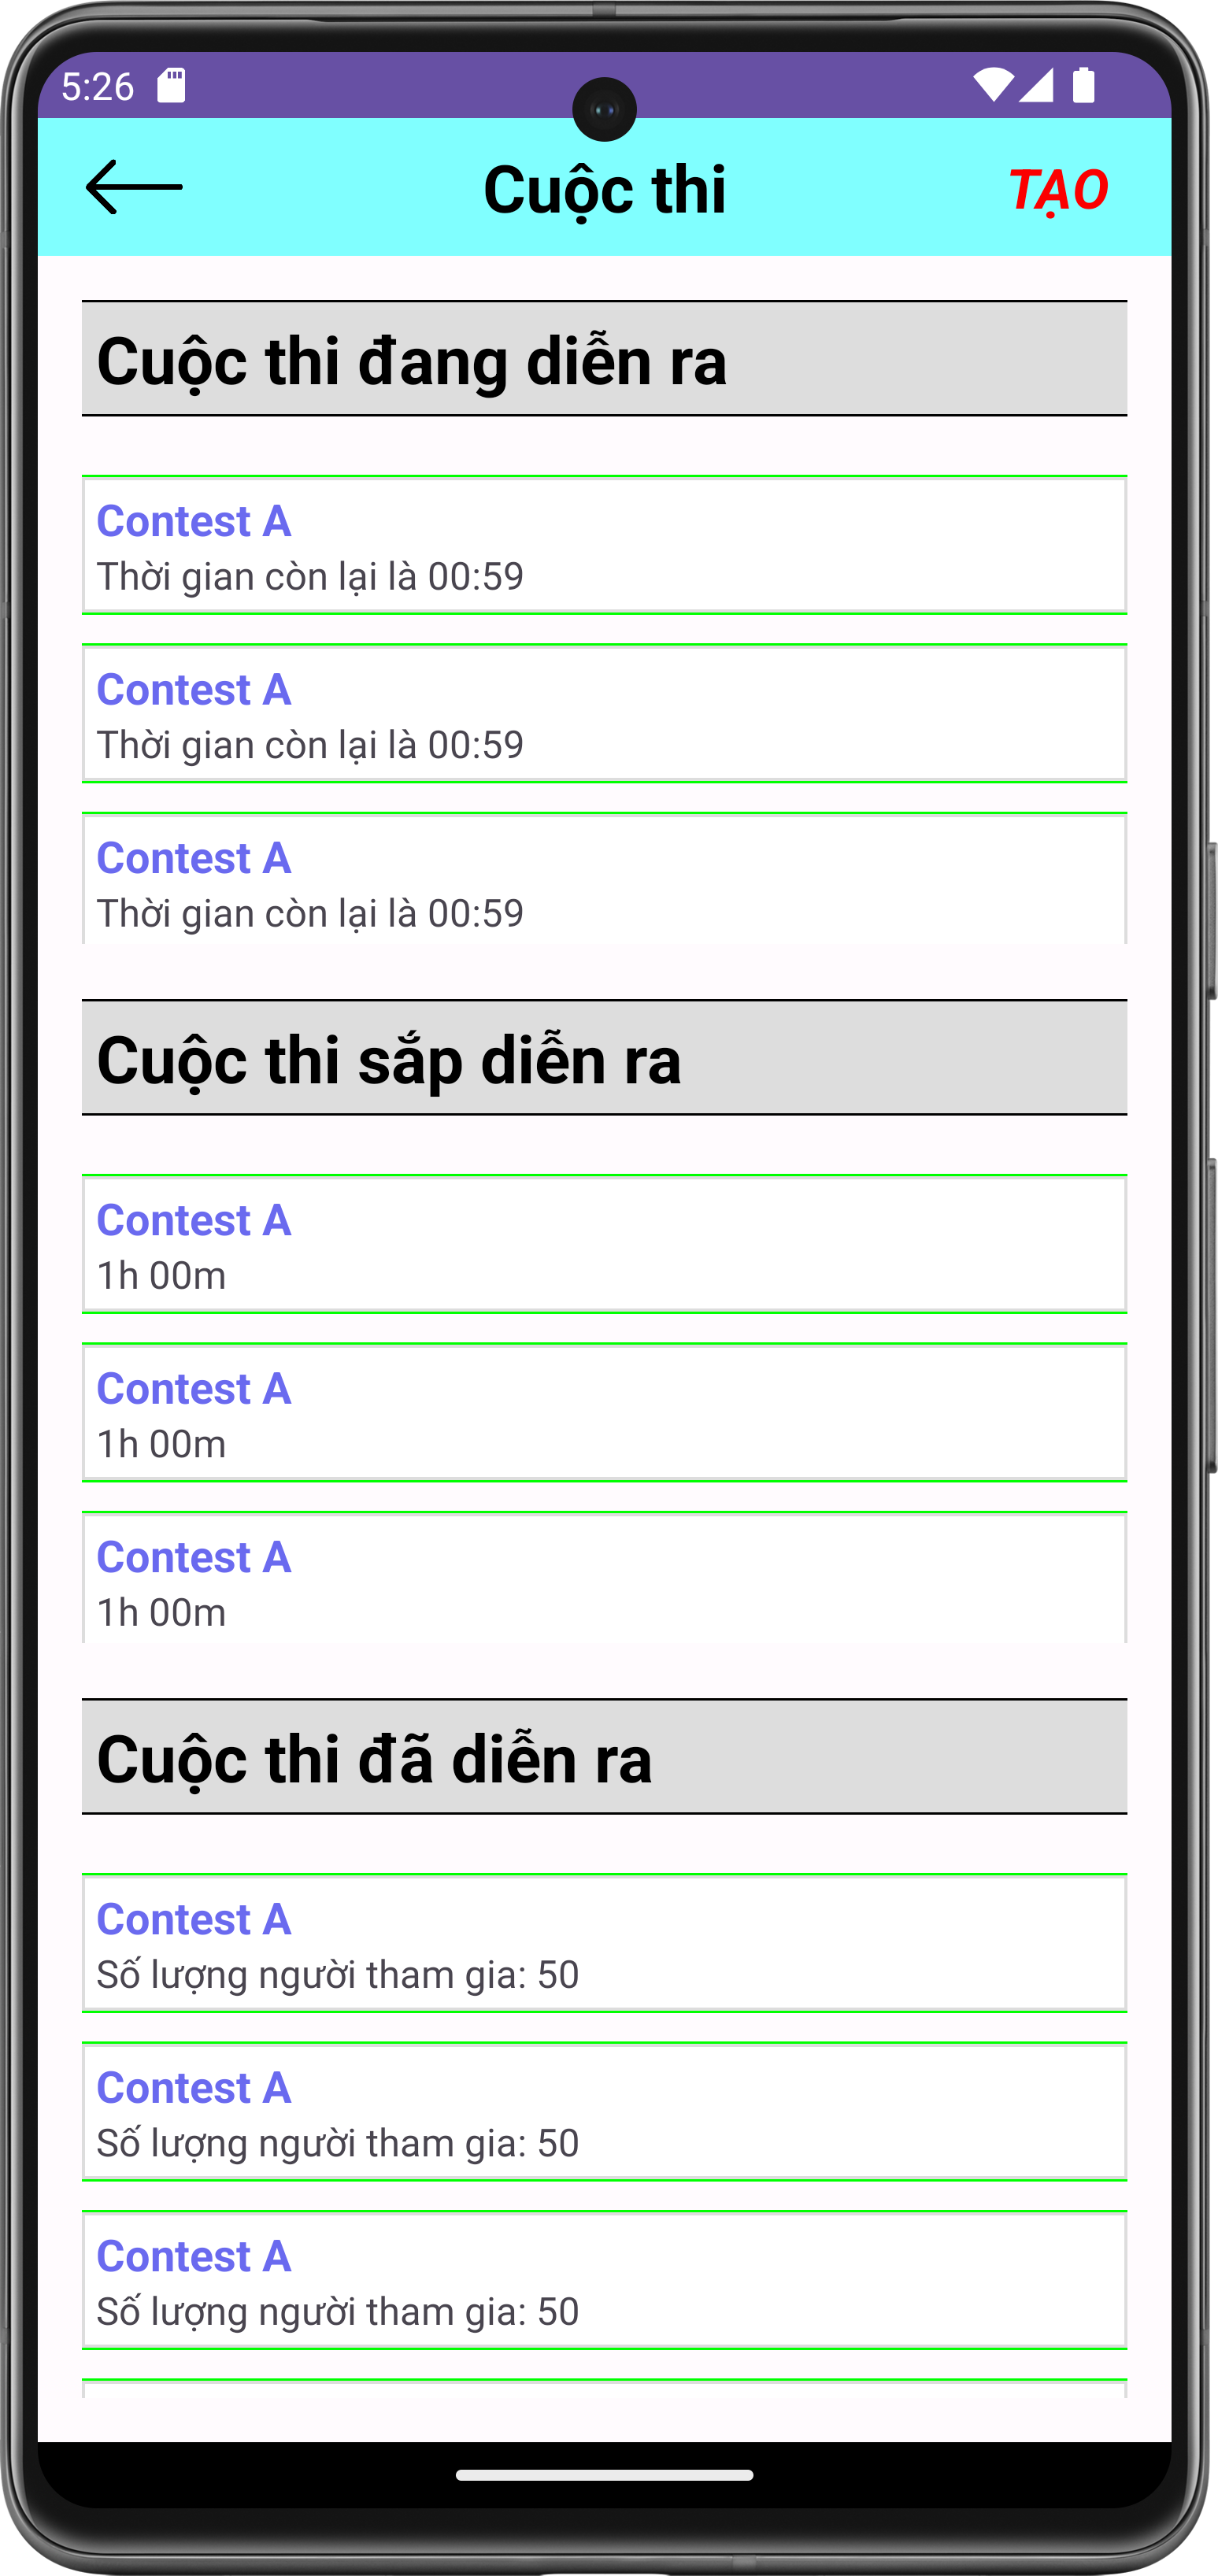 5:26
Cuộc thi
TẠO
Cuộc thi đang diễn ra
Contest A
Thời gian còn lại là 00:59
Contest A
Thời gian còn lại là 00:59
Contest A
Thời gian còn lại là 00:59
Cuộc thi sắp diễn ra
Contest A
1h 00m
Contest A
1h 00m
Contest A
1h 00m
Cuộc thi đã diễn ra
Contest A
Số lượng người tham gia: 50
Contest A
Số lượng người tham gia: 50
Contest A
Số lượng người tham gia: 50